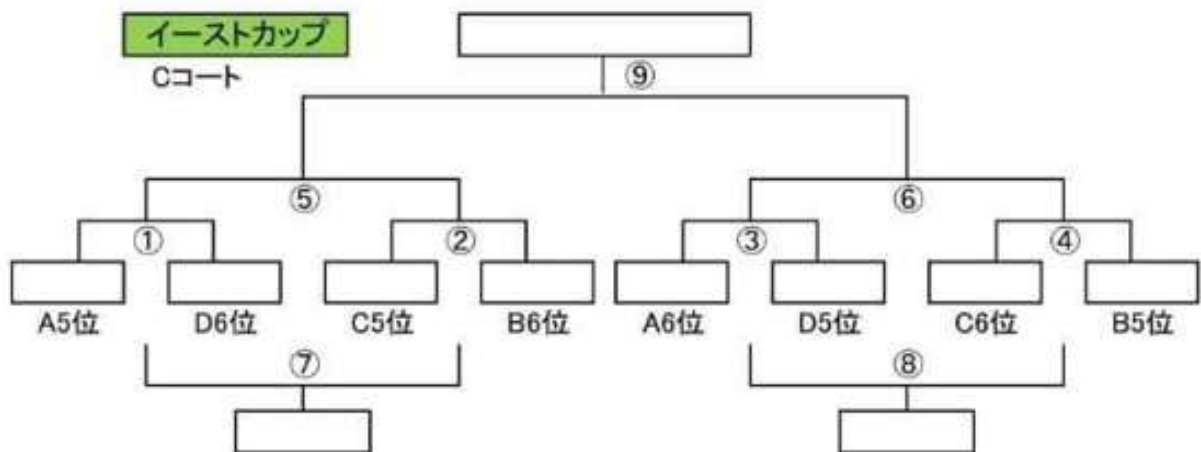 イーストカップ
Cコート
⑨
⑤
⑥
①
②
③
④
A5位
D6位
C5位
B6位
A6位
D5位
C6位
B5位
⑦
⑧